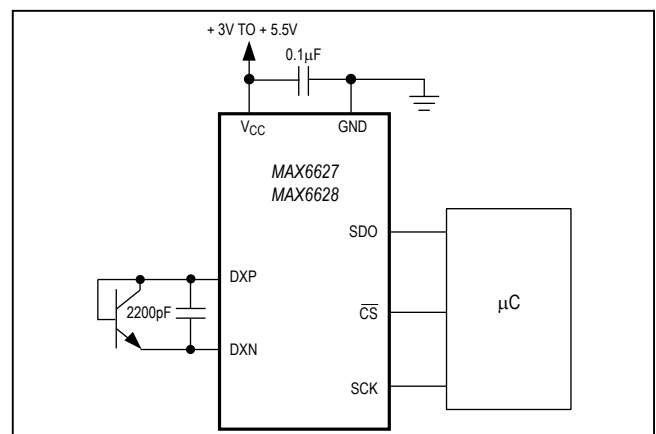 + 3V TO + 5.5V
0.1μF
VCC
GND
MAX6627
MAX6628
SDO
DXP
2200pF
CS
μC
DXN
SCK